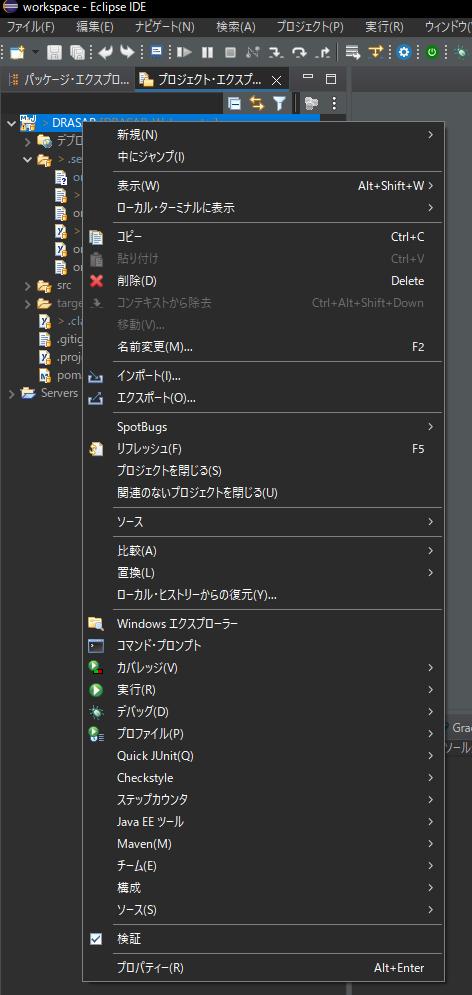 workspace - Eclipse IDE
ファイル(F) 編集(E) ナビゲート(N) 検索(A) プロジェクト(P) 実行(R) ウィンドウ
パッケージ・エクスプロ... プロジェクト・エクスプ...
> DRASAP
デプロ
> .se
src
targe
> .cla
.gitig
.proj
pom
Servers
新規(N)
中にジャンプ(I)
表示(W) Alt+Shift+W
ローカル・ターミナルに表示
コピー Ctrl+C
貼り付け Ctrl+V
削除(D) Delete
コンテキストから除去 Ctrl+Alt+Shift+Down
移動(V)...
名前変更(M)... F2
インポート(I)...
エクスポート(O)...
SpotBugs
リフレッシュ(F) F5
プロジェクトを閉じる(S)
関連のないプロジェクトを閉じる(U)
ソース
比較(A)
置換(L)
ローカル・ヒストリーからの復元(Y)...
Windows エクスプローラー
コマンド・プロンプト
カバレッジ(V)
実行(R)
デバッグ(D)
プロファイル(P)
Quick JUnit(Q)
Checkstyle
ステップカウンタ
Java EE ツール
Maven(M)
チーム(E)
構成
ソース(S)
検証
プロパティー(R) Alt+Enter
Grad
ソール